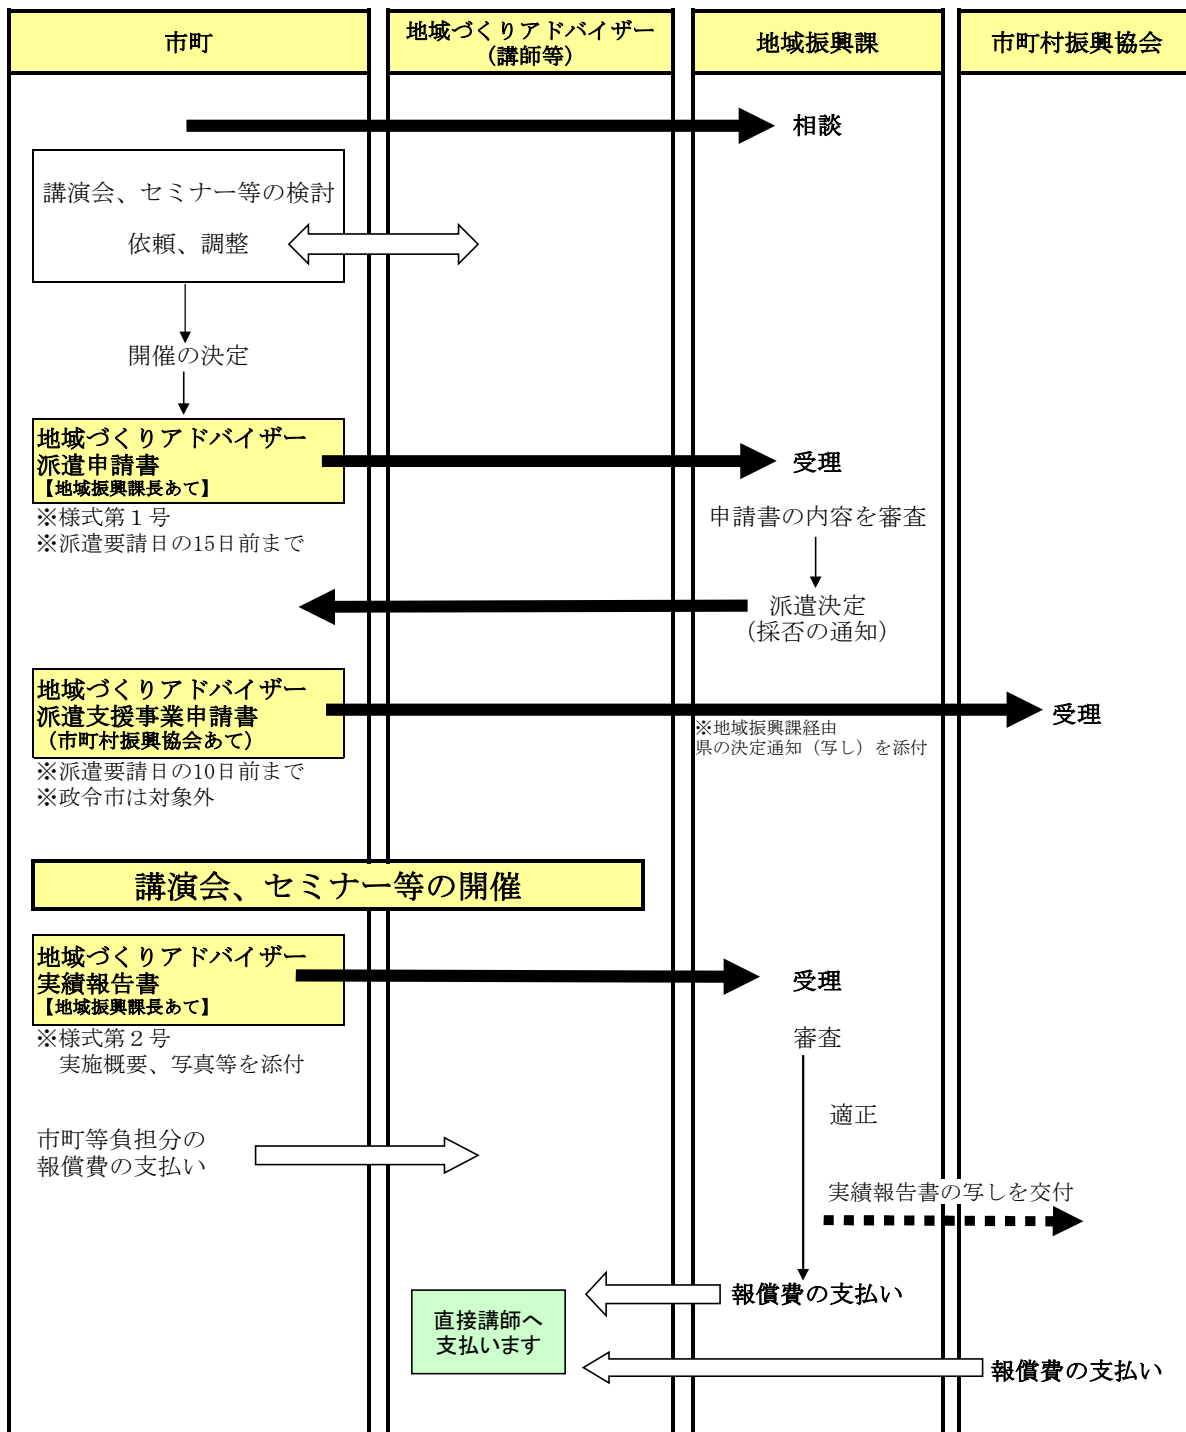 市町
地域づくりアドバイザー
（講師等）
地域振興課
市町村振興協会
相談
講演会、セミナー等の検討
依頼、調整
開催の決定
地域づくりアドバイザー
派遣申請書
【地域振興課長あて】
※様式第１号
※派遣要請日の15日前まで
受理
申請書の内容を審査
派遣決定
（採否の通知）
地域づくりアドバイザー
派遣支援事業申請書
（市町村振興協会あて）
※派遣要請日の10日前まで
※政令市は対象外
※地域振興課経由
県の決定通知（写し）を添付
受理
講演会、セミナー等の開催
地域づくりアドバイザー
実績報告書
【地域振興課長あて】
※様式第２号
実施概要、写真等を添付
受理
審査
適正
市町等負担分の
報償費の支払い
実績報告書の写しを交付
報償費の支払い
直接講師へ
支払います
報償費の支払い